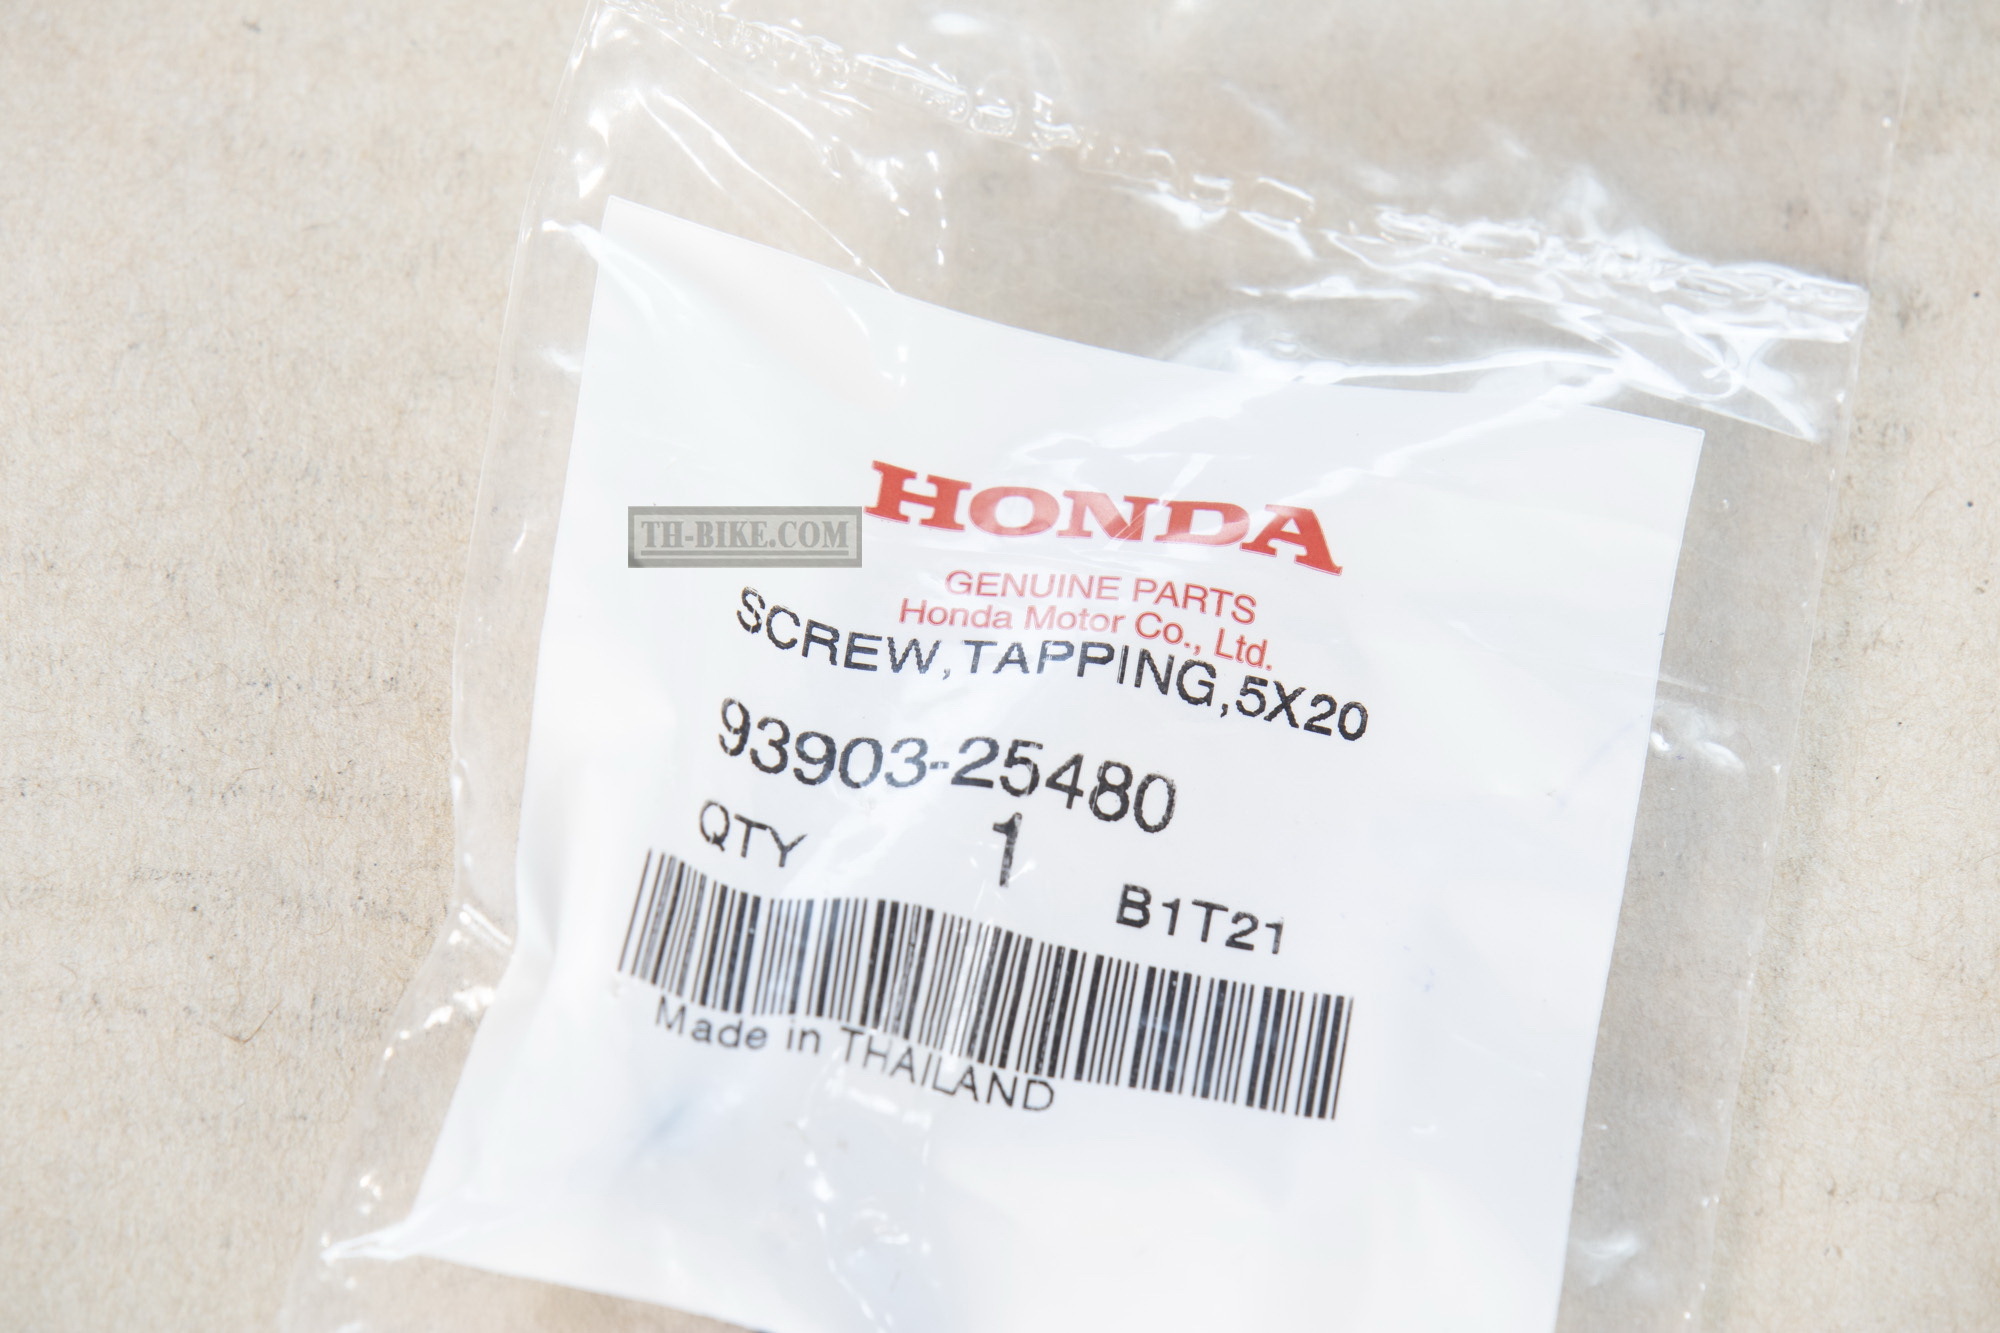 HONDA
TH-BIKE.COM
GENUINE PARTS
Honda Motor Co., Ltd.
SCREW,TAPPING,5X20
93903-25480
QTY 1
B1T21
Made in THAILAND